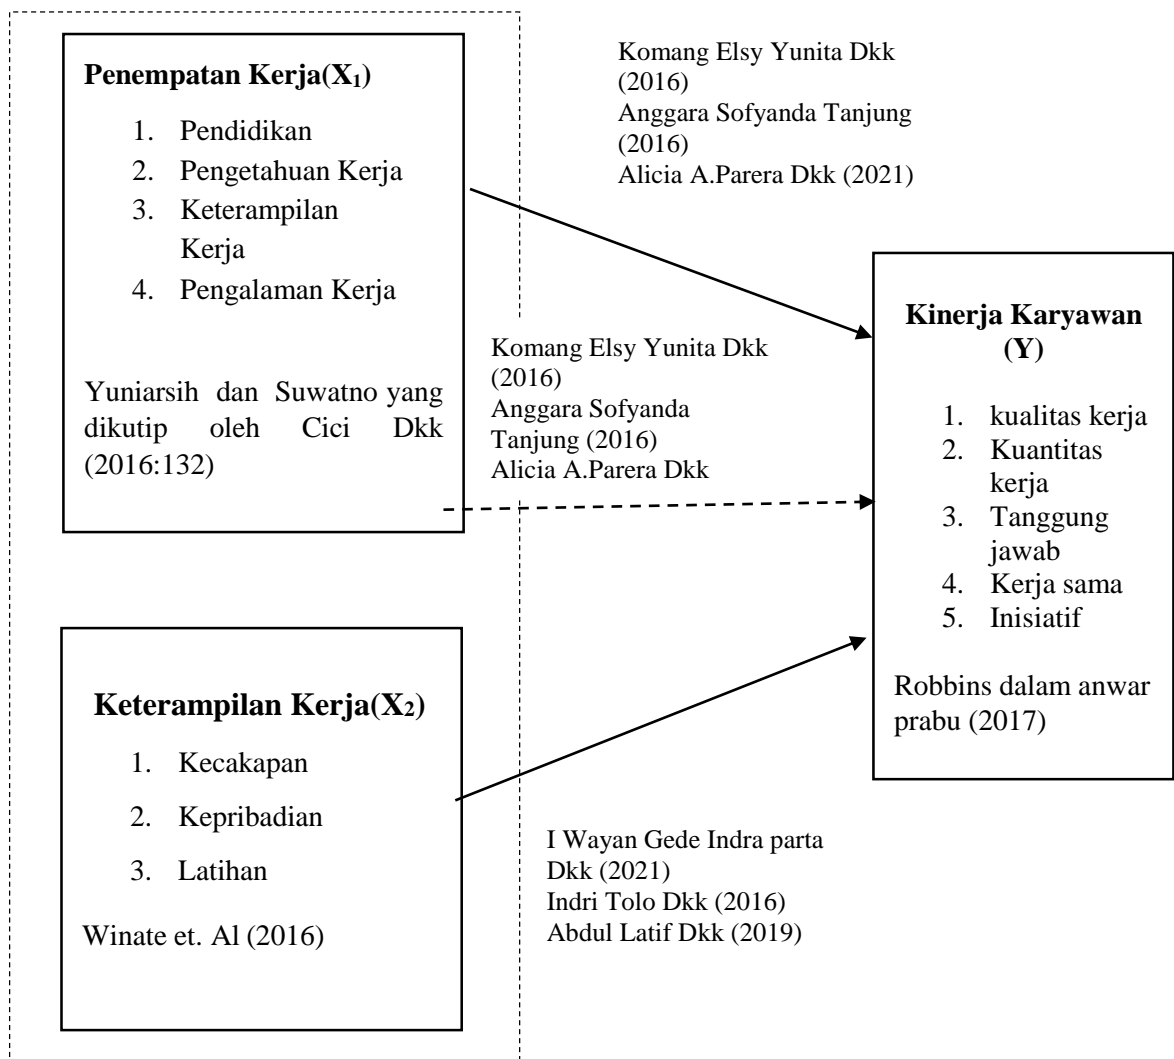 Penempatan Kerja(X₁)
1. Pendidikan
2. Pengetahuan Kerja
3. Keterampilan
Kerja
4. Pengalaman Kerja
Yuniarsih dan Suwatno yang
dikutip oleh Cici Dkk
(2016:132)
Komang Elsy Yunita Dkk
(2016)
Anggara Sofyanda Tanjung
(2016)
Alicia A.Parera Dkk (2021)
Komang Elsy Yunita Dkk
(2016)
Anggara Sofyanda
Tanjung (2016)
Alicia A.Parera Dkk
Kinerja Karyawan
(Y)
1. kualitas kerja
2. Kuantitas
kerja
3. Tanggung
jawab
4. Kerja sama
5. Inisiatif
Robbins dalam anwar
prabu (2017)
Keterampilan Kerja(X₂)
1. Kecakapan
2. Kepribadian
3. Latihan
Winate et. Al (2016)
I Wayan Gede Indra parta
Dkk (2021)
Indri Tolo Dkk (2016)
Abdul Latif Dkk (2019)